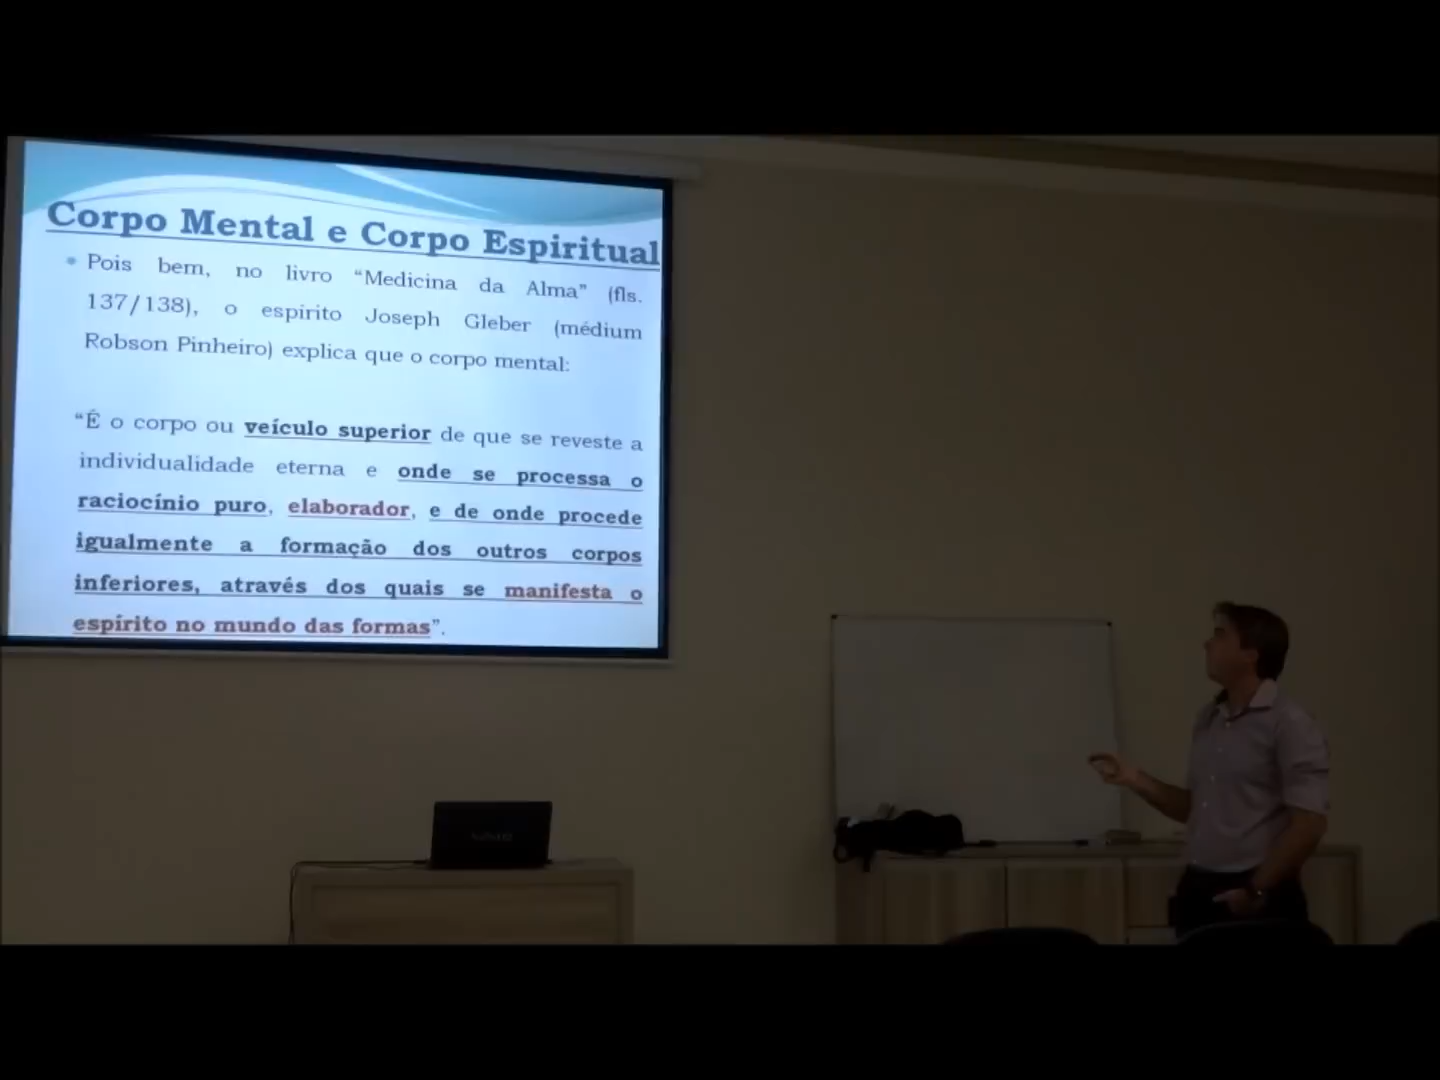 Corpo Mental e Corpo Espiritual
Pois bem, no livro “Medicina da Alma” (fls.
137/138), o espírito Joseph Gleber (médium
Robson Pinheiro) explica que o corpo mental:
“É o corpo ou veículo superior de que se reveste a
individualidade eterna e onde se processa o
raciocínio puro, elaborador, e de onde procede
igualmente a formação dos outros corpos
inferiores, através dos quais se manifesta o
espírito no mundo das formas”.